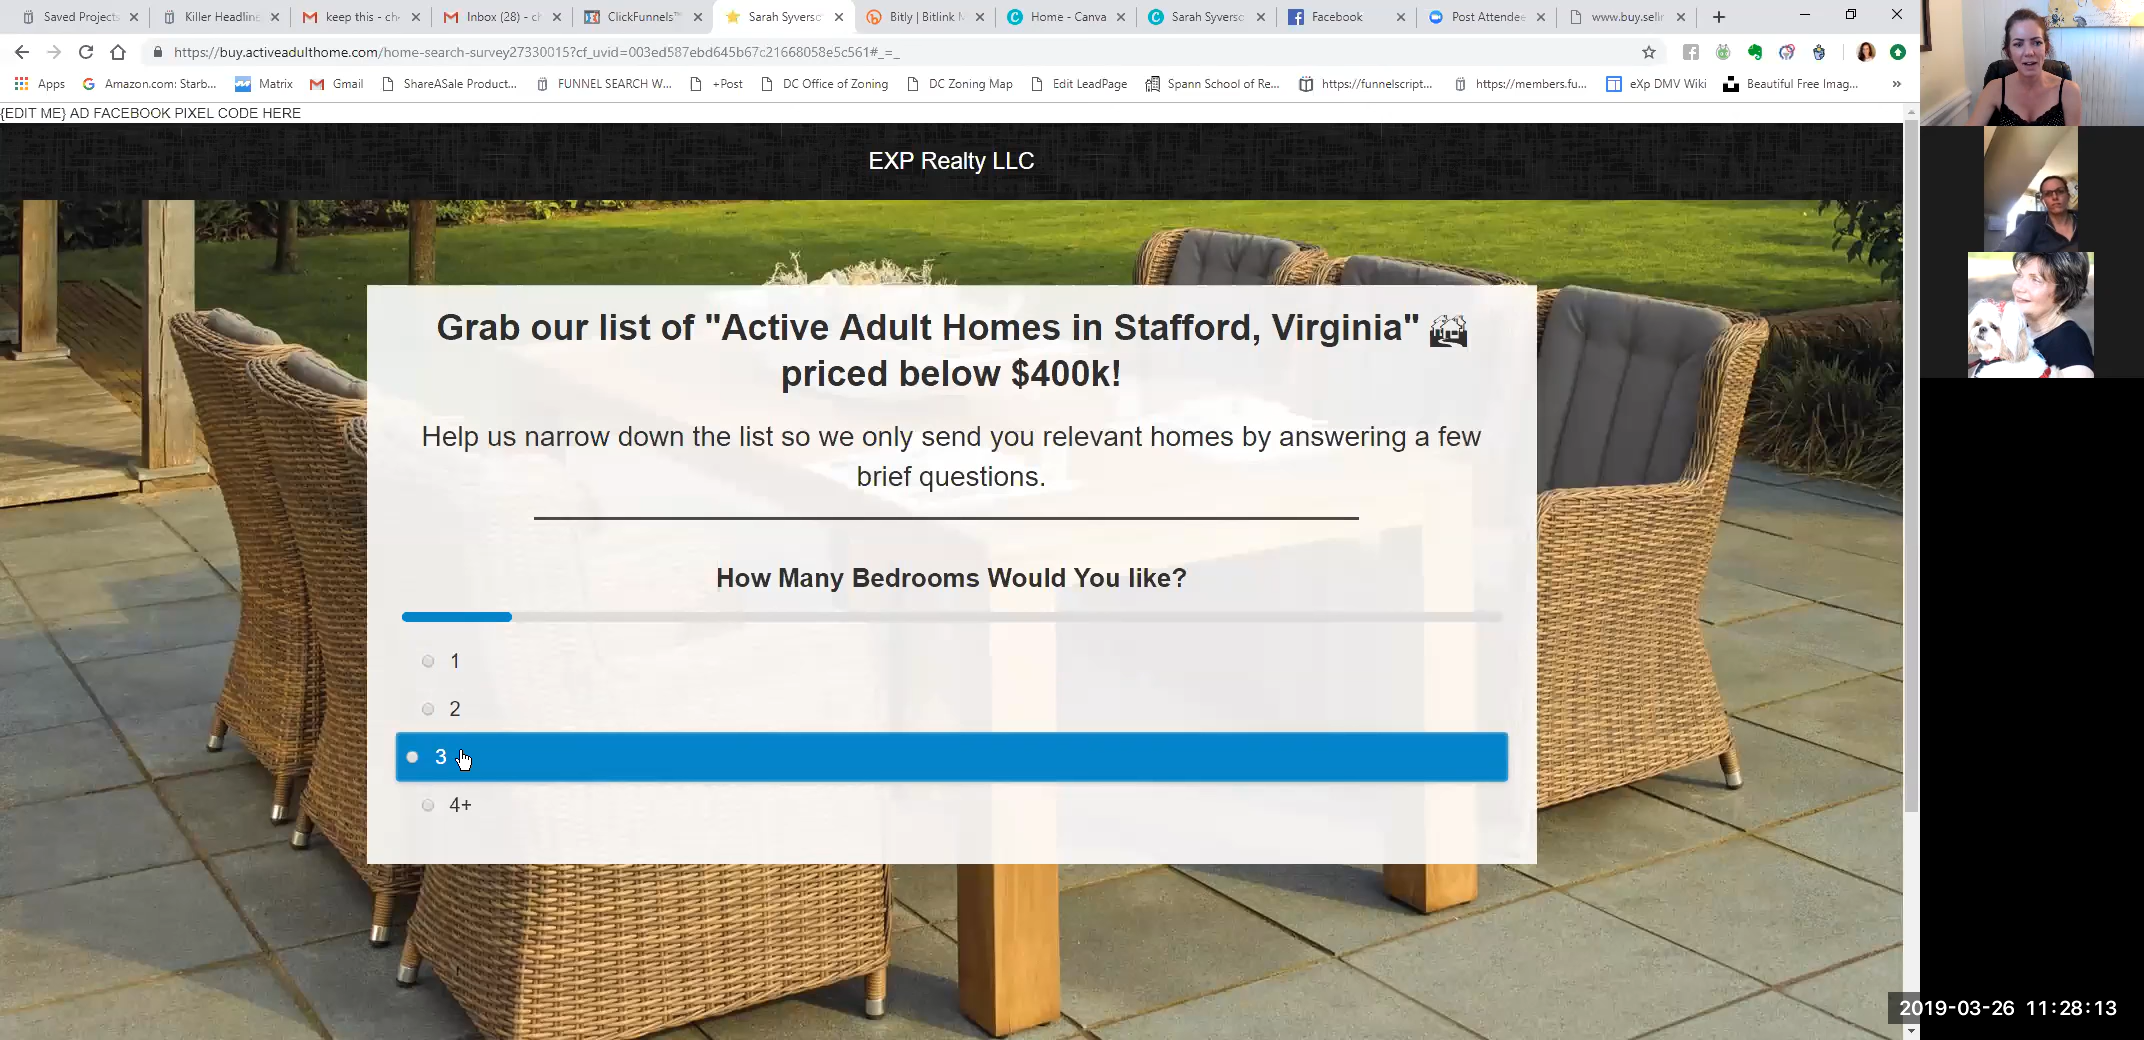 Saved Projects
Killer Headline
keep this - ch
Inbox (28) - ch
ClickFunnels™
Sarah Syverso
Bitly | Bitlink M
Home - Canva
Sarah Syverso
Facebook
Post Attendee
www.buy.sellin
https://buy.activeadulthome.com/home-search-survey27330015?cf_uvid=003ed587ebd645b67c21668058e5c561#_=_
Apps
Amazon.com: Starb...
Matrix
Gmail
ShareASale Product...
FUNNEL SEARCH W...
+Post
DC Office of Zoning
DC Zoning Map
Edit LeadPage
Spann School of Re...
https://funnelscript...
https://members.fu...
eXp DMV Wiki
Beautiful Free Imag...
»
{EDIT ME} AD FACEBOOK PIXEL CODE HERE
EXP Realty LLC
Grab our list of "Active Adult Homes in Stafford, Virginia" 🏘
priced below $400k!
Help us narrow down the list so we only send you relevant homes by answering a few
brief questions.
How Many Bedrooms Would You like?
1
2
3
4+
2019-03-26 11:28:13